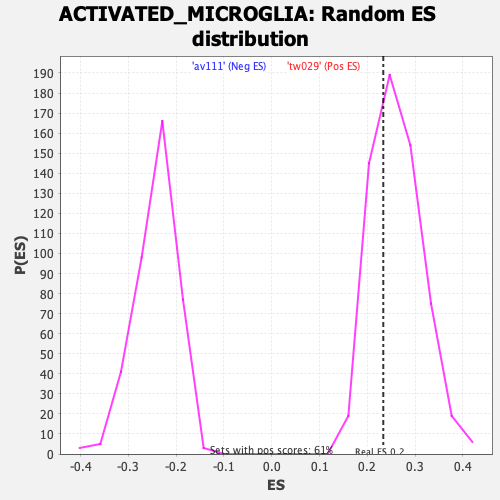 ACTIVATED_MICROGLIA: Random ES
distribution
'av111' (Neg ES) 'tw029' (Pos ES)
190
180
170
160
150
140
130
120
110
100
90
80
70
60
50
40
30
20
10
0
P(ES)
Sets with pos scores: 61%
Real ES 0.2
-0.4 -0.3 -0.2 -0.1 0.0 0.1 0.2 0.3 0.4
ES